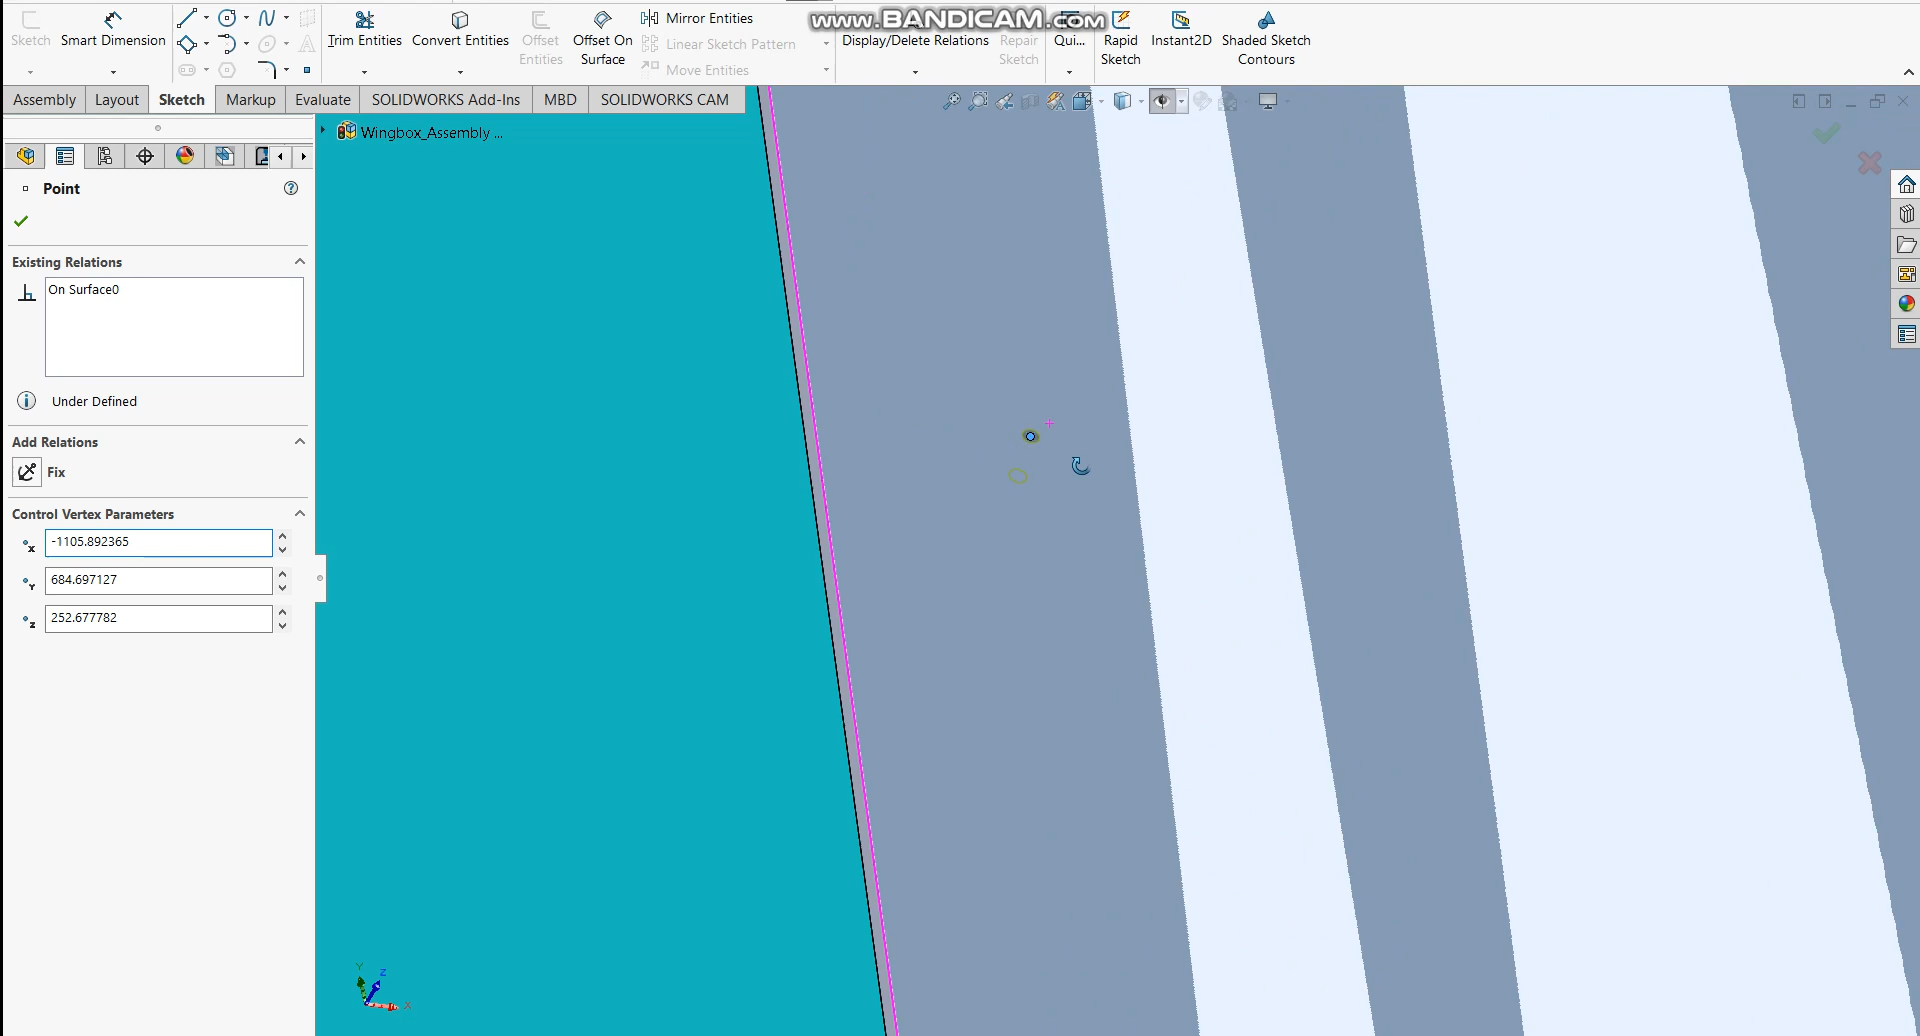 www.BANDICAM.com
Sketch
Smart Dimension
Trim Entities
Convert Entities
Offset
Entities
Offset On
Surface
Mirror Entities
Linear Sketch Pattern
Move Entities
Display/Delete Relations
Repair
Sketch
Qui...
Rapid
Sketch
Instant2D
Shaded Sketch
Contours
Assembly
Layout
Sketch
Markup
Evaluate
SOLIDWORKS Add-Ins
MBD
SOLIDWORKS CAM
Wingbox_Assembly ...
Point
Existing Relations
On Surface0
Under Defined
Add Relations
Fix
Control Vertex Parameters
X
-1105.892365
Y
684.697127
Z
252.677782
Y
Z
X